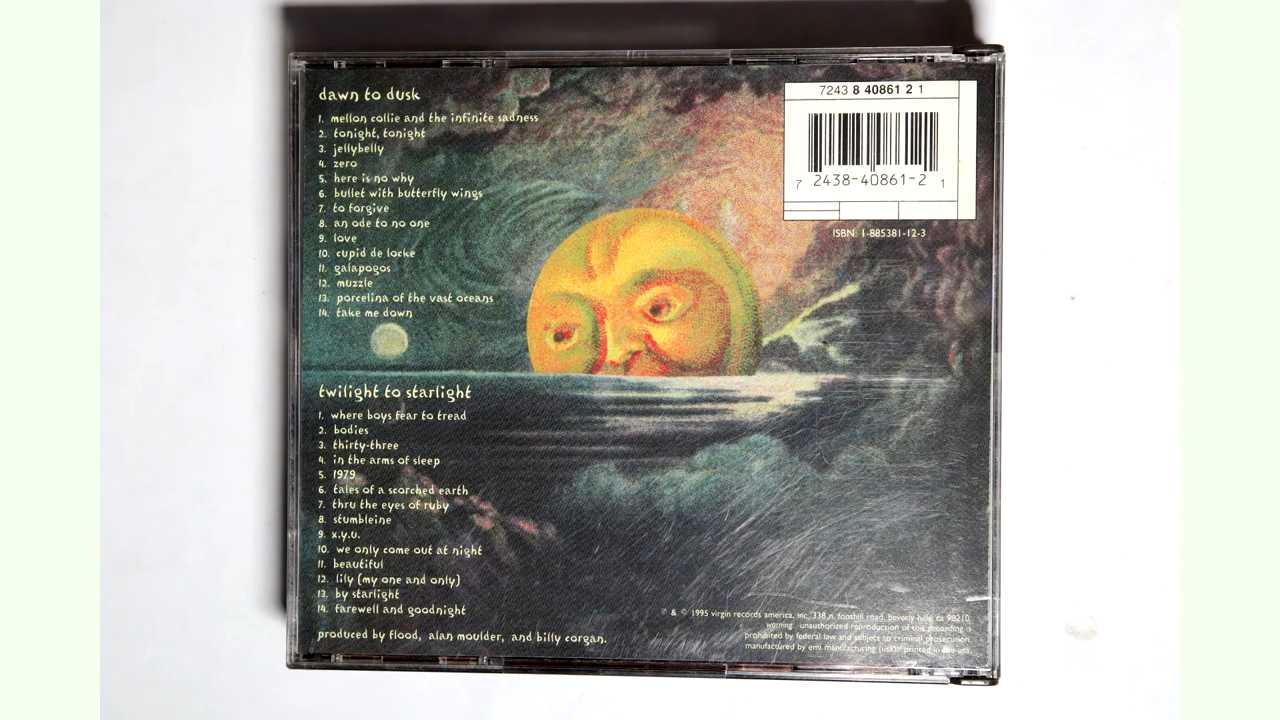 dawn to dusk
1. mellon collie and the infinite sadness
2. tonight, tonight
3. jellybelly
4. zero
5. here is no why
6. bullet with butterfly wings
7. to forgive
8. an ode to no one
9. love
10. cupid de locke
11. galapogos
12. muzzle
13. porcelina of the vast oceans
14. take me down
twilight to starlight
1. where boys fear to tread
2. bodies
3. thirty-three
4. in the arms of sleep
5. 1979
6. tales of a scorched earth
7. thru the eyes of ruby
8. stumbleine
9. x.y.u.
10. we only come out at night
11. beautiful
12. lily (my one and only)
13. by starlight
14. farewell and goodnight
produced by flood, alan moulder, and billy corgan.
7243 8 40861 2 1
7 2438-40861-2 1
ISBN: 1-885381-12-3
℗ & © 1995 virgin records america, inc. 338 n. foothill road, beverly hills, ca 90210.
warning: unauthorized reproduction of this recording is
prohibited by federal law and subject to criminal prosecution.
manufactured by emi manufacturing (usa). printed in the usa.